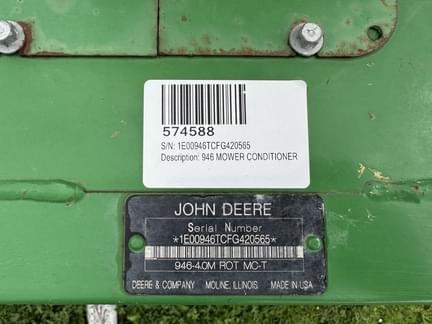 574588
S/N: 1E00946TCFG420565
Description: 946 MOWER CONDITIONER
JOHN DEERE
Serial Number
*1E00946TCFG420565*
946-4.0M ROT MC-T
DEERE & COMPANY MOLINE, ILLINOIS MADE IN USA